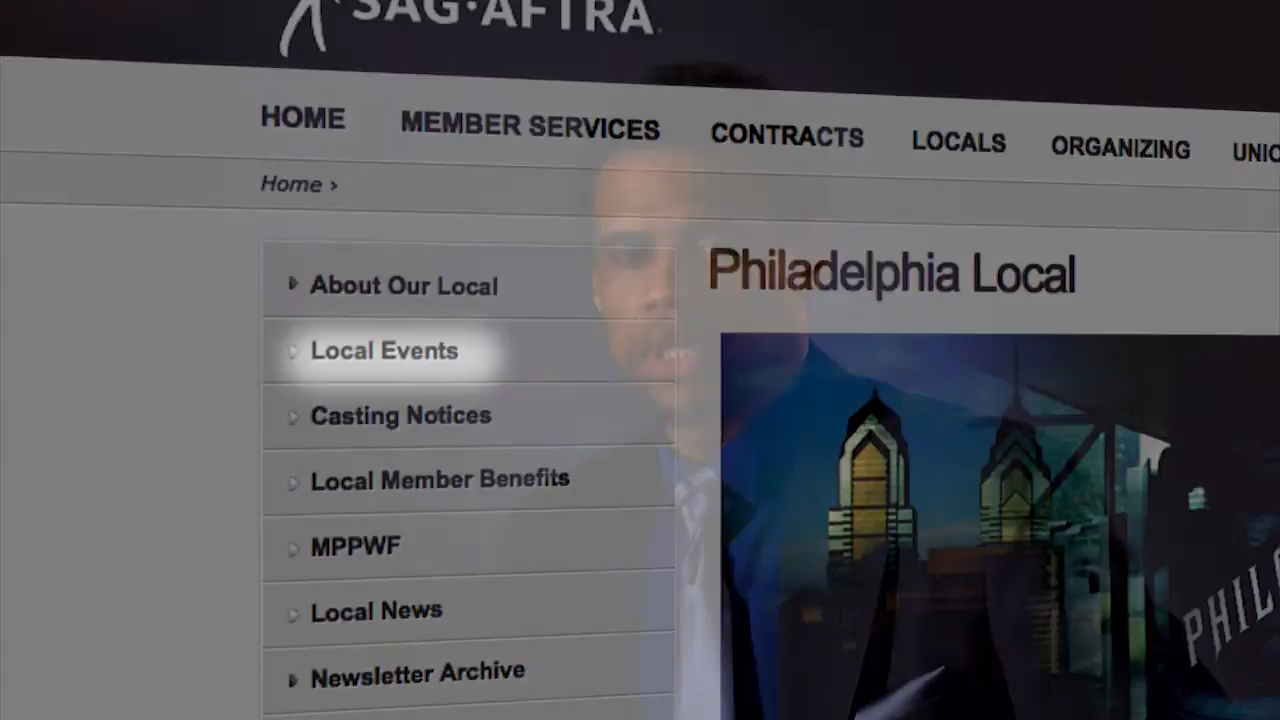 SAG·AFTRA
HOME MEMBER SERVICES CONTRACTS LOCALS ORGANIZING
Home ›
Philadelphia Local
About Our Local
Local Events
Casting Notices
Local Member Benefits
MPPWF
Local News
Newsletter Archive